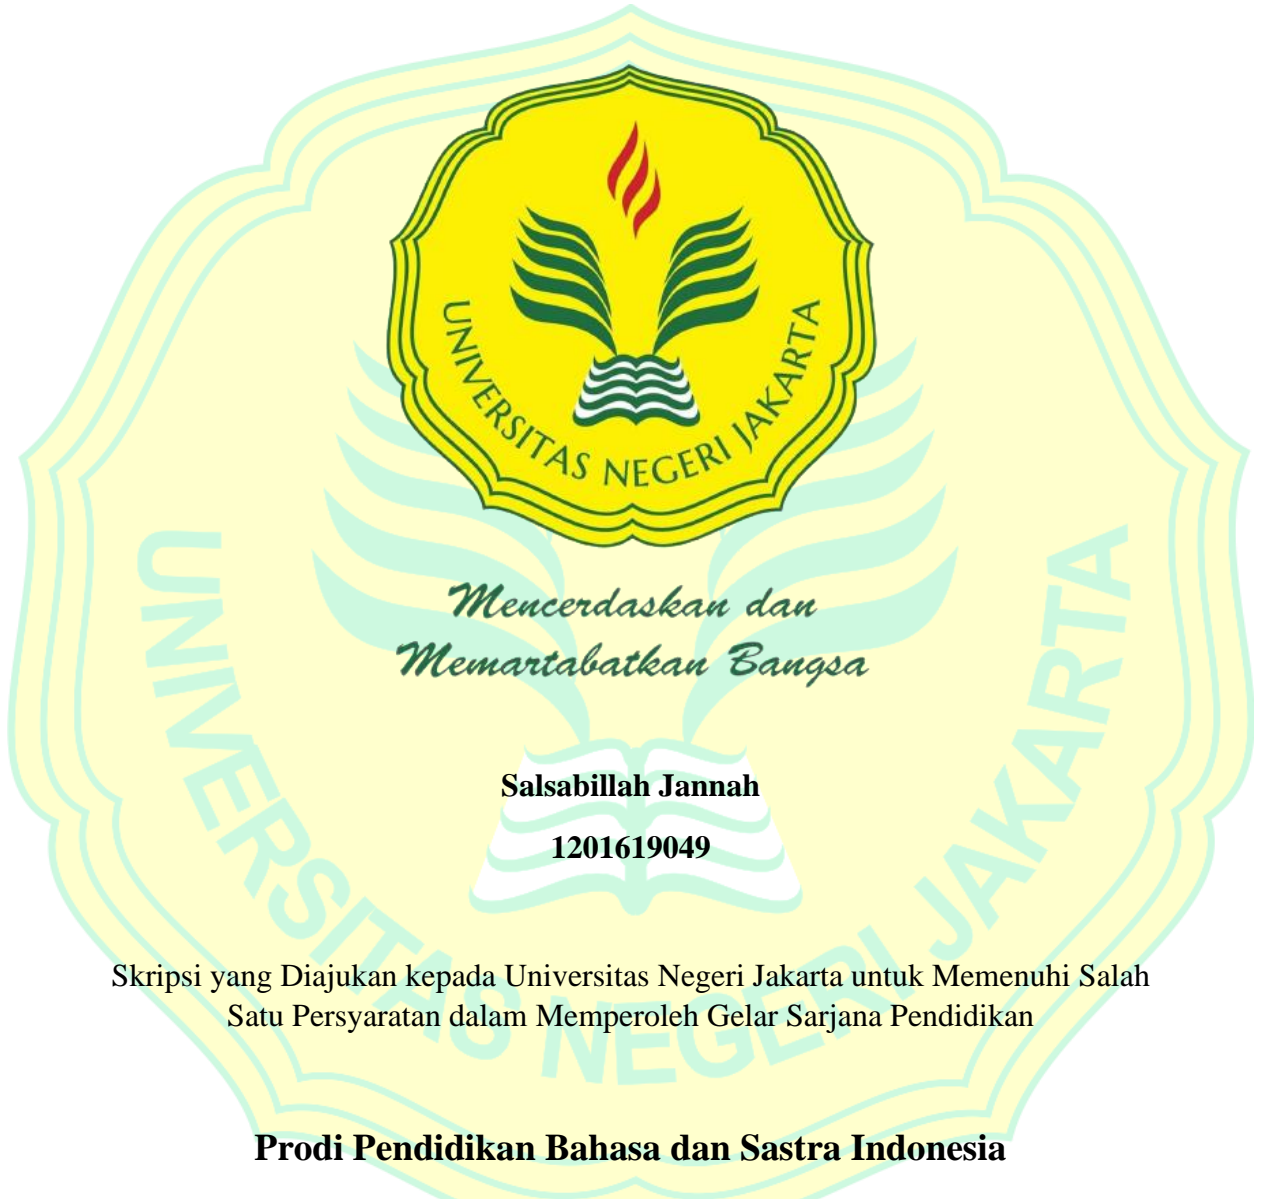 UNIVERSITAS NEGERI JAKARTA
Mencerdaskan dan
Memartabatkan Bangsa
Salsabillah Jannah
1201619049
Skripsi yang Diajukan kepada Universitas Negeri Jakarta untuk Memenuhi Salah
Satu Persyaratan dalam Memperoleh Gelar Sarjana Pendidikan
Prodi Pendidikan Bahasa dan Sastra Indonesia
UNIVERSITAS NEGERI JAKARTA